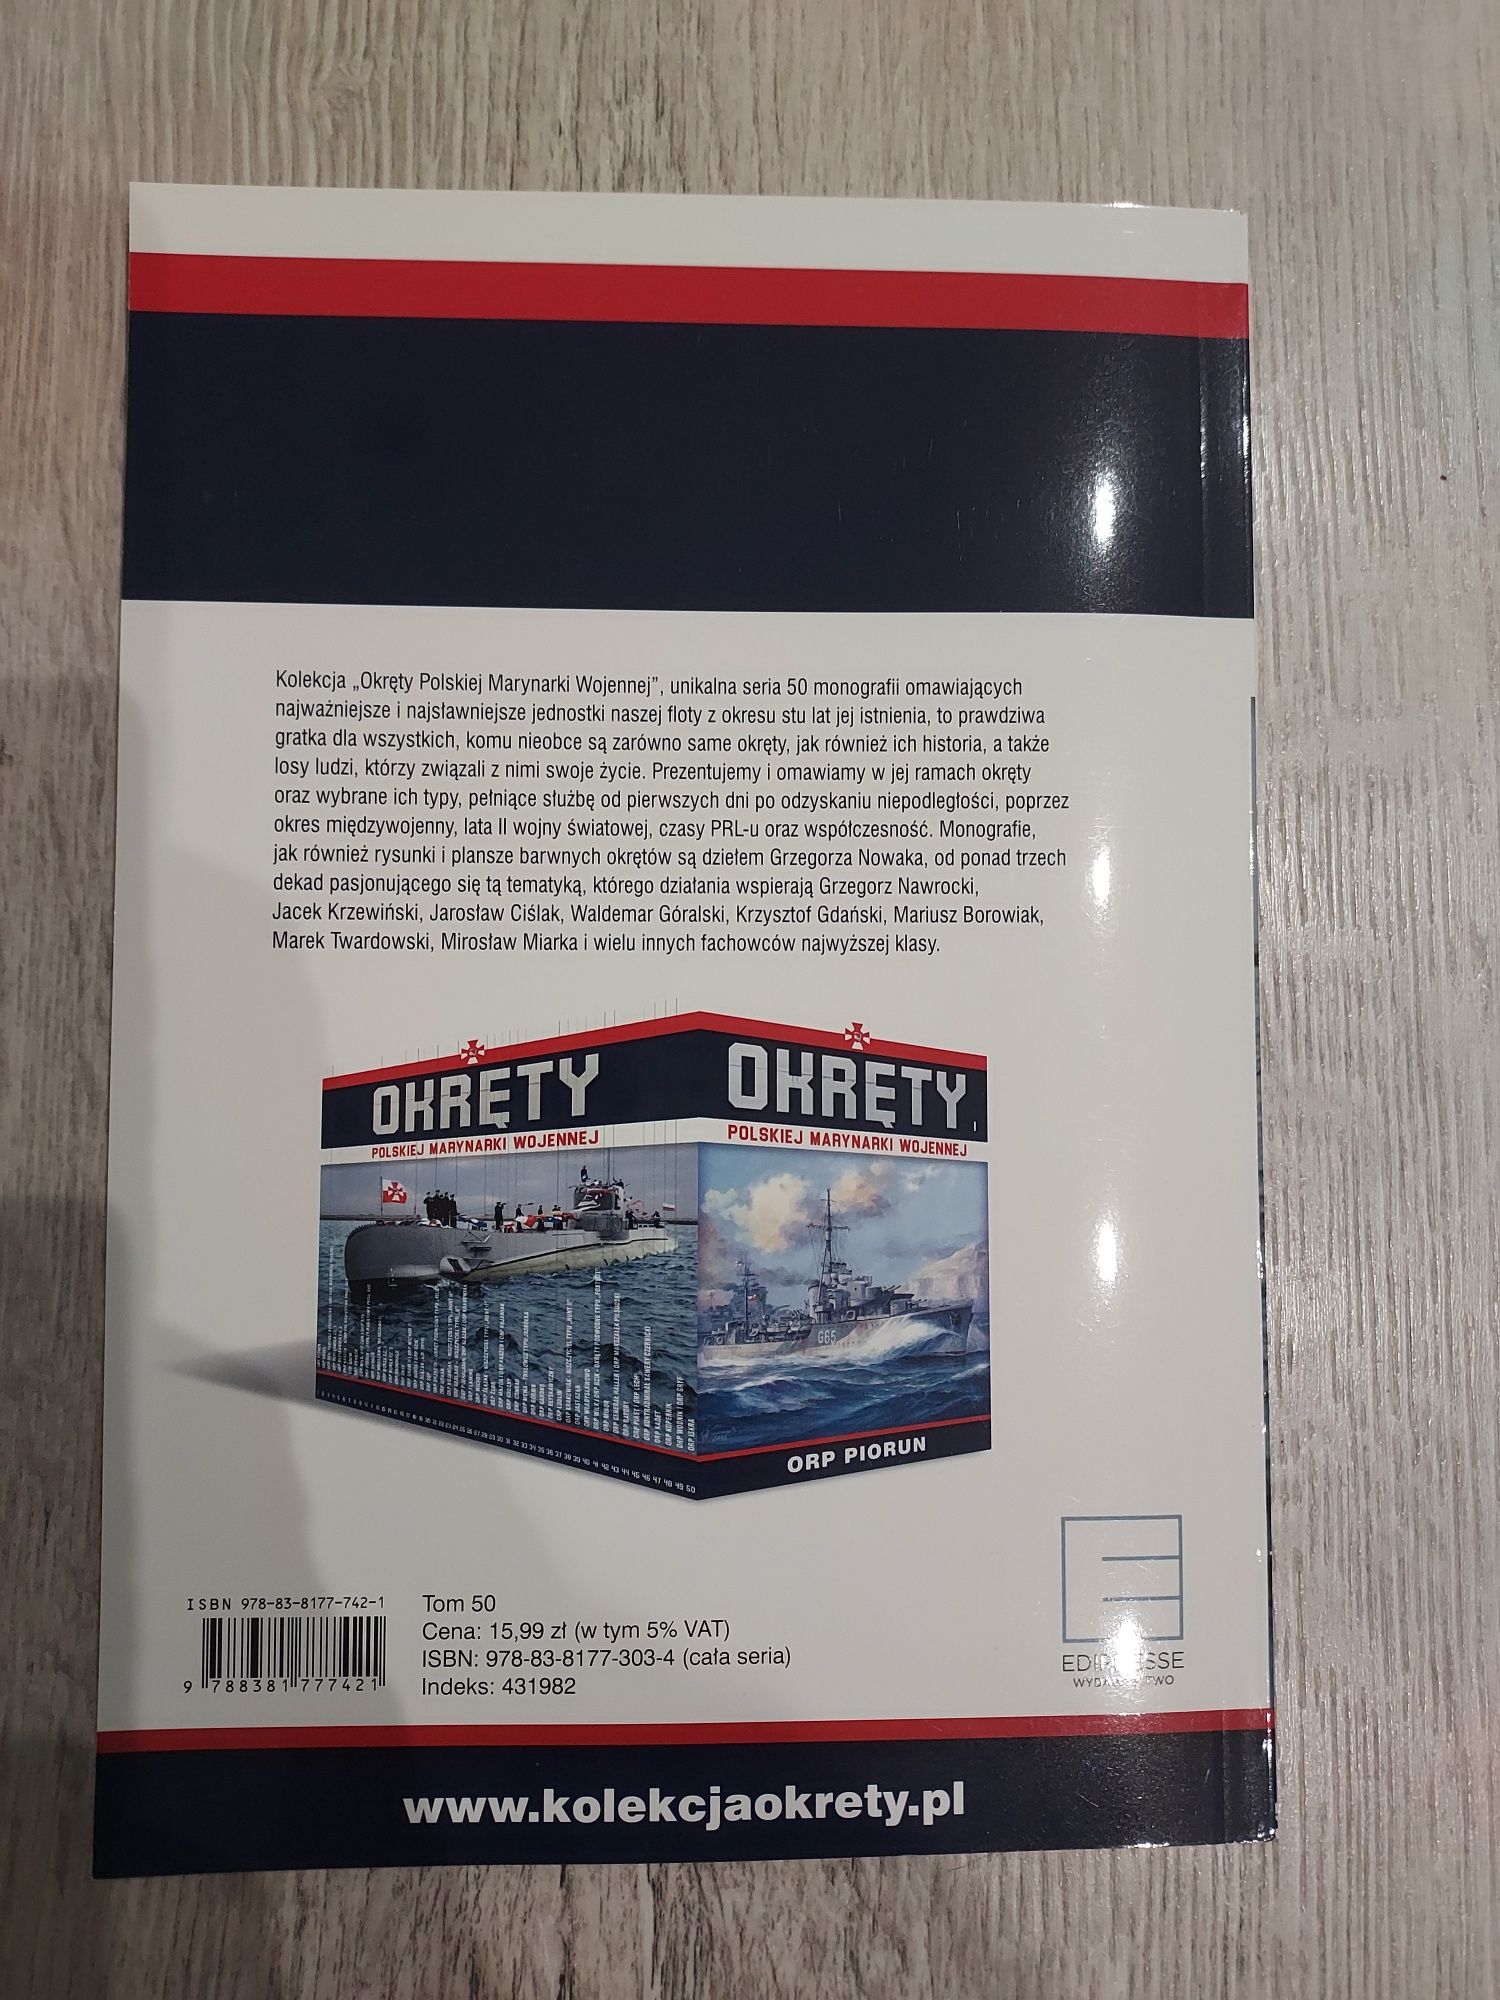 Kolekcja „Okręty Polskiej Marynarki Wojennej”, unikalna seria 50 monografii omawiających
najważniejsze i najsławniejsze jednostki naszej floty z okresu stu lat jej istnienia, to prawdziwa
gratka dla wszystkich, komu nieobce są zarówno same okręty, jak również ich historia, a także
losy ludzi, którzy związali z nimi swoje życie. Prezentujemy i omawiamy w jej ramach okręty
oraz wybrane ich typy, pełniące służbę od pierwszych dni po odzyskaniu niepodległości, poprzez
okres międzywojenny, lata II wojny światowej, czasy PRL-u oraz współczesność. Monografie,
jak również rysunki i plansze barwnych okrętów są dziełem Grzegorza Nowaka, od ponad trzech
dekad pasjonującego się tą tematyką, którego działania wspierają Grzegorz Nawrocki,
Jacek Krzewiński, Jarosław Ciślak, Waldemar Góralski, Krzysztof Gdański, Mariusz Borowiak,
Marek Twardowski, Mirosław Miarka i wielu innych fachowców najwyższej klasy.
OKRĘTY
POLSKIEJ MARYNARKI WOJENNEJ
OKRĘTY
POLSKIEJ MARYNARKI WOJENNEJ
G65
ORP PIORUN
ISBN 978-83-8177-742-1
9 788381 777421
Tom 50
Cena: 15,99 zł (w tym 5% VAT)
ISBN: 978-83-8177-303-4 (cała seria)
Indeks: 431982
www.kolekcjaokrety.pl